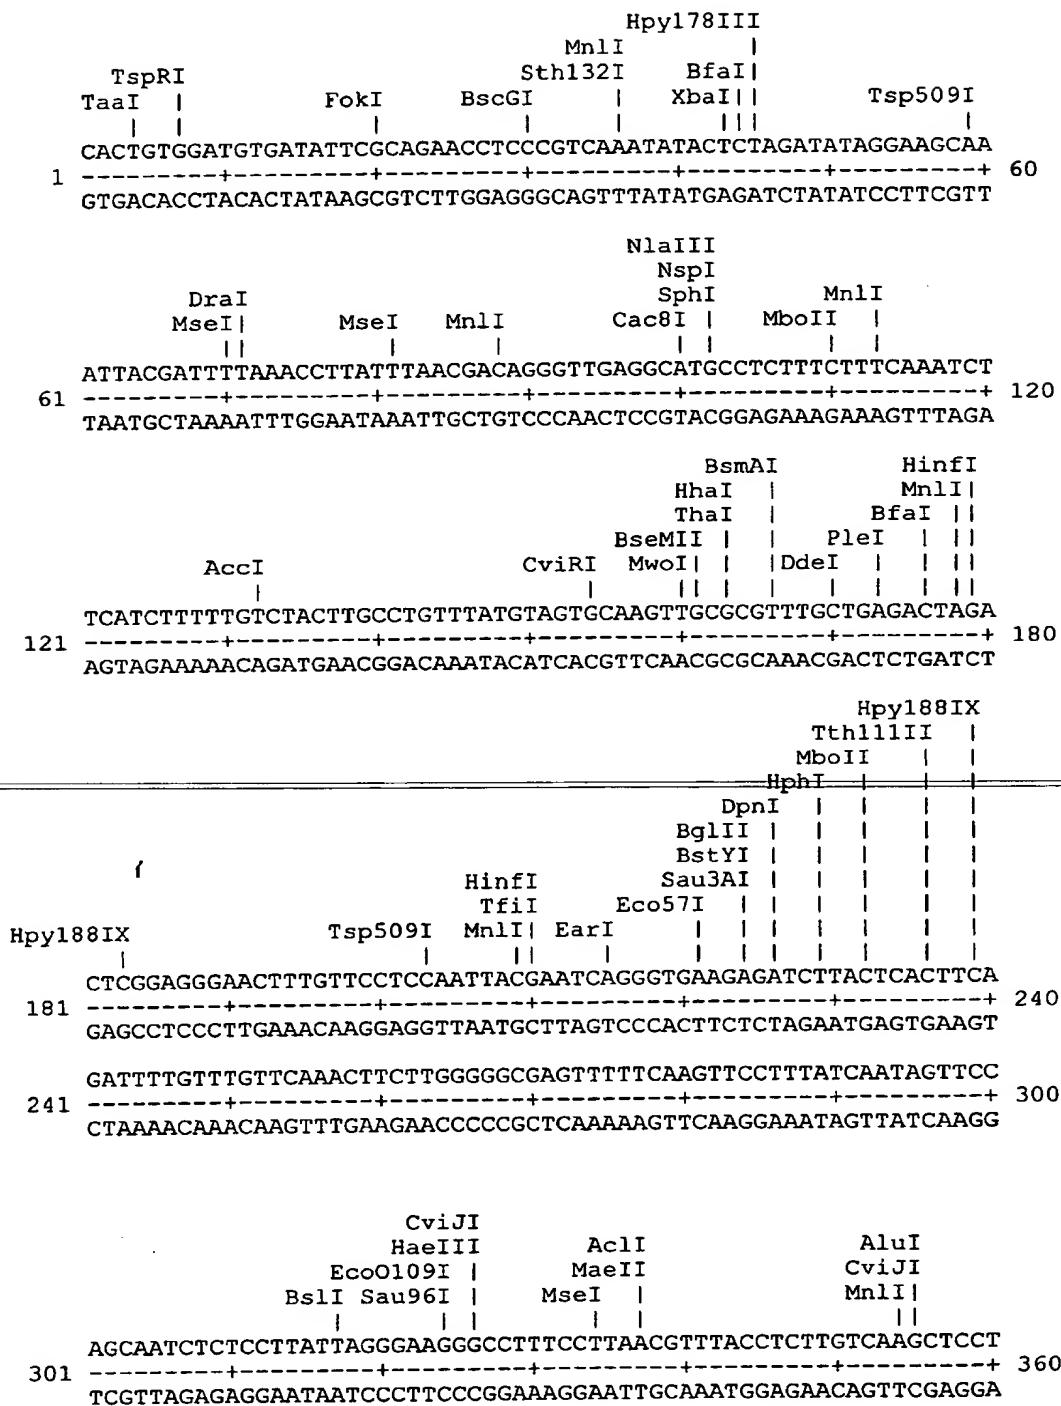 Hpy178III
MnlI |
TspRI Sth132I BfaI|
TaaI | FokI BscGI | XbaI|| Tsp509I
| | | | | ||| |
CACTGTGGATGTGATATTCGCAGAACCTCCCGTCAAATATACTCTAGATATAGGAAGCAA
1 ---------+---------+---------+---------+---------+---------+ 60
GTGACACCTACACTATAAGCGTCTTGGAGGGCAGTTTATATGAGATCTATATCCTTCGTT
NlaIII
NspI
DraI SphI MnlI
MseI| MseI MnlI Cac8I | MboII |
|| | | | | | |
ATTACGATTTTAAACCTTATTTAACGACAGGGTTGAGGCATGCCTCTTTCTTTCAAATCT
61 ---------+---------+---------+---------+---------+---------+ 120
TAATGCTAAAATTTGGAATAAATTGCTGTCCCAACTCCGTACGGAGAAAGAAAGTTTAGA
BsmAI HinfI
HhaI | MnlI|
ThaI | BfaI ||
BseMII | | PleI | ||
AccI CviRI MwoI| | | DdeI | | ||
| | || | | | | | ||
TCATCTTTTTGTCTACTTGCCTGTTTATGTAGTGCAAGTTGCGCGTTTGCTGAGACTAGA
121 ---------+---------+---------+---------+---------+---------+ 180
AGTAGAAAAACAGATGAACGGACAAATACATCACGTTCAACGCGCAAACGACTCTGATCT
Hpy188IX
Tth111II |
MboII | |
HphI | | |
DpnI | | | |
BglII | | | | |
BstYI | | | | |
HinfI Sau3AI | | | | |
TfiI Eco57I | | | | | |
Hpy188IX Tsp509I MnlI| EarI | | | | | | |
| | || | | | | | | | |
CTCGGAGGGAACTTTGTTCCTCCAATTACGAATCAGGGTGAAGAGATCTTACTCACTTCA
181 ---------+---------+---------+---------+---------+---------+ 240
GAGCCTCCCTTGAAACAAGGAGGTTAATGCTTAGTCCCACTTCTCTAGAATGAGTGAAGT
GATTTTGTTTGTTCAAACTTCTTGGGGGCGAGTTTTTCAAGTTCCTTTATCAATAGTTCC
241 ---------+---------+---------+---------+---------+---------+ 300
CTAAAACAAACAAGTTTGAAGAACCCCCGCTCAAAAAGTTCAAGGAAATAGTTATCAAGG
CviJI
HaeIII AclI AluI
EcoO109I | MaeII CviJI
BslI Sau96I | MseI | MnlI|
| | | | | ||
AGCAATCTCTCCTTATTAGGGAAGGGCCTTTCCTTAACGTTTACCTCTTGTCAAGCTCCT
301 ---------+---------+---------+---------+---------+---------+ 360
TCGTTAGAGAGGAATAATCCCTTCCCGGAAAGGAATTGCAAATGGAGAACAGTTCGAGGA